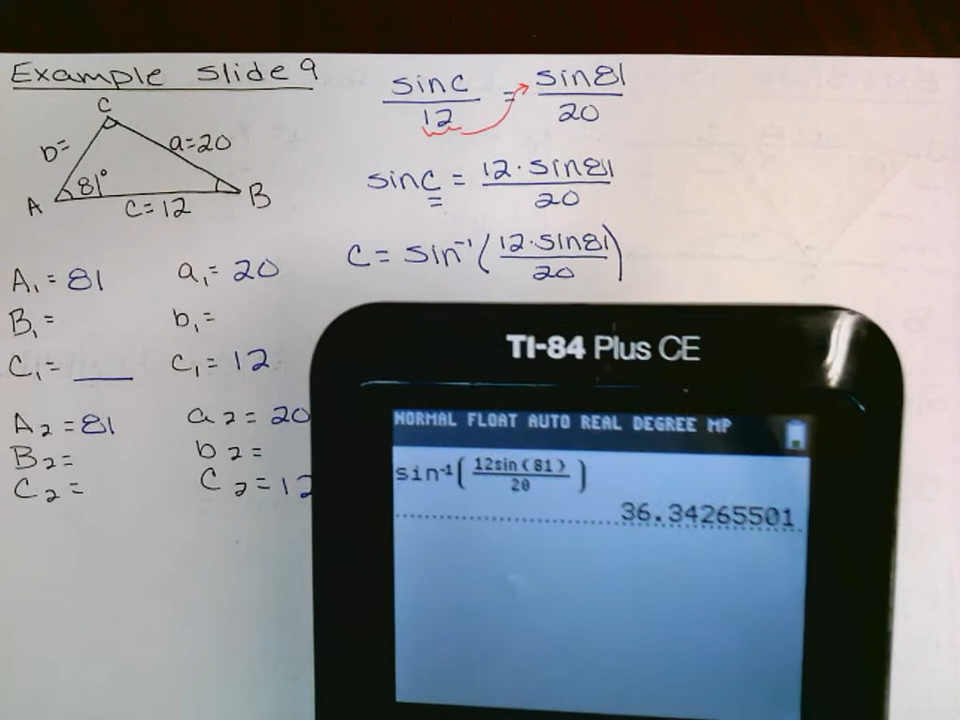 Example slide 9
C
b= a=20
81°
A B
c=12
sinC/12 = sin81/20
sinC = 12·sin81/20
C = sin⁻¹(12·sin81/20)
A₁ = 81 a₁ = 20
B₁ = b₁ =
C₁ = ___ c₁ = 12
A₂ = 81 a₂ = 20
B₂ = b₂ =
C₂ = c₂ = 12
TI-84 Plus CE
NORMAL FLOAT AUTO REAL DEGREE MP
sin⁻¹(12sin(81)/20)
36.34265501